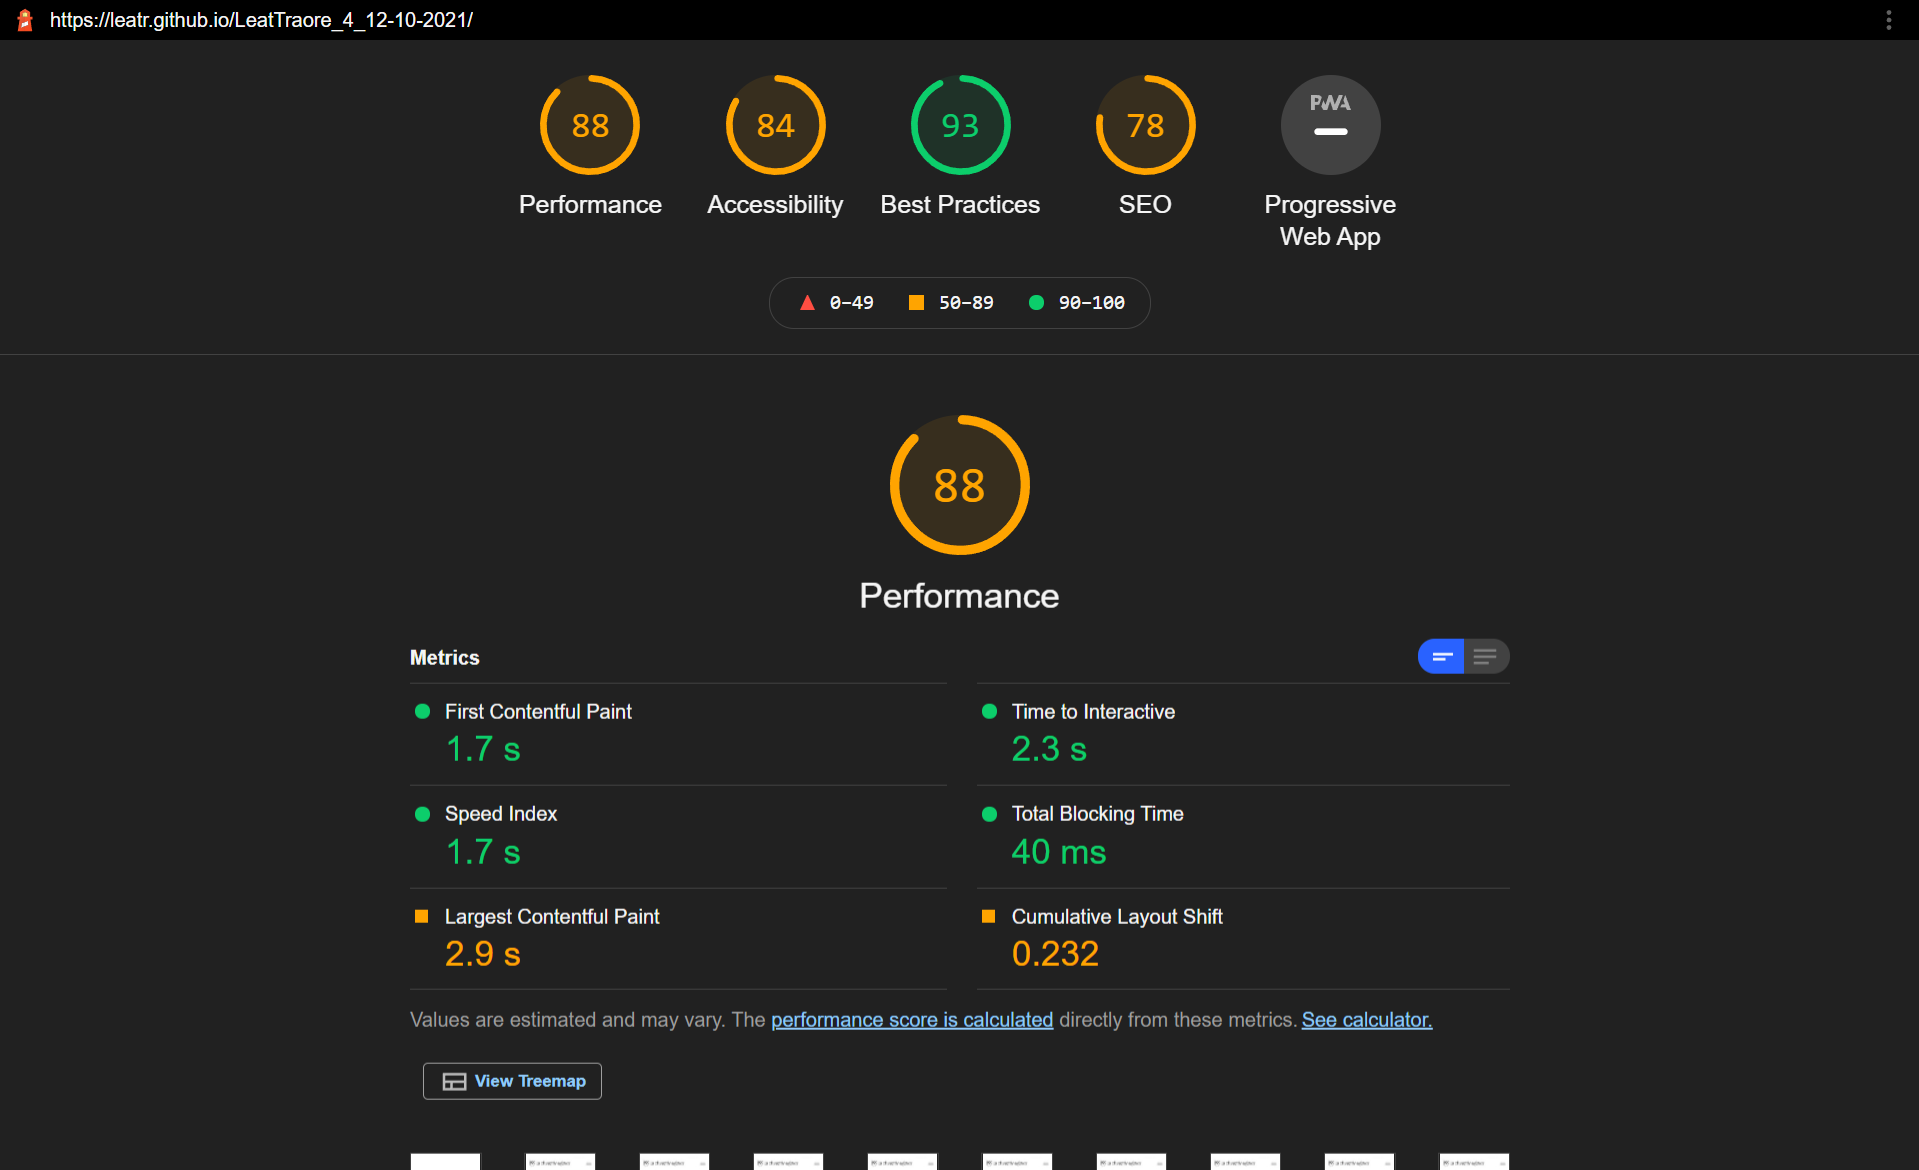 https://leatr.github.io/LeatTraore_4_12-10-2021/
88 84 93 78 PWA
Performance Accessibility Best Practices SEO Progressive
Web App
0–49 50–89 90–100
88
Performance
Metrics
First Contentful Paint
1.7 s
Time to Interactive
2.3 s
Speed Index
1.7 s
Total Blocking Time
40 ms
Largest Contentful Paint
2.9 s
Cumulative Layout Shift
0.232
Values are estimated and may vary. The performance score is calculated directly from these metrics. See calculator.
View Treemap